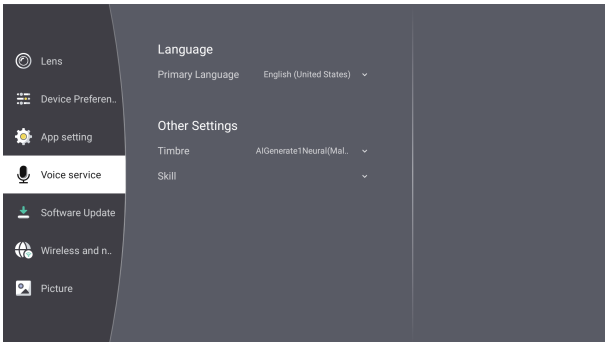 Lens
Device Preferen..
App setting
Voice service
Software Update
Wireless and n..
Picture
Language
Primary Language English (United States)
Other Settings
Timbre AIGenerate1Neural(Mal..
Skill